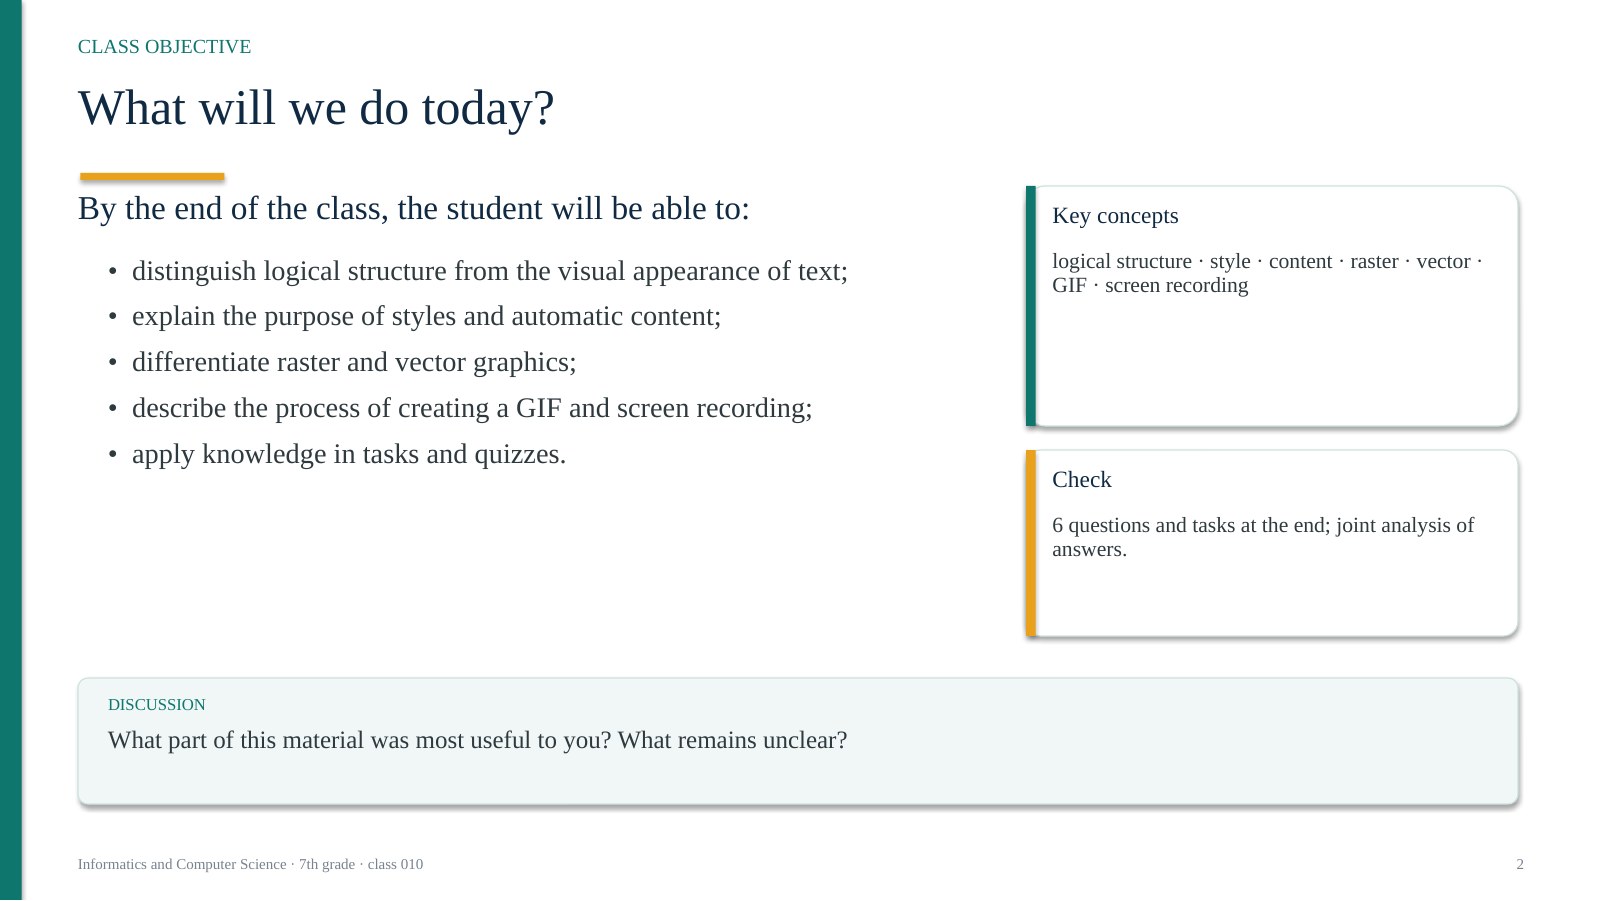 CLASS OBJECTIVE
What will we do today?
By the end of the class, the student will be able to:
• distinguish logical structure from the visual appearance of text;
• explain the purpose of styles and automatic content;
• differentiate raster and vector graphics;
• describe the process of creating a GIF and screen recording;
• apply knowledge in tasks and quizzes.
Key concepts
logical structure · style · content · raster · vector ·
GIF · screen recording
Check
6 questions and tasks at the end; joint analysis of
answers.
DISCUSSION
What part of this material was most useful to you? What remains unclear?
Informatics and Computer Science · 7th grade · class 010
2